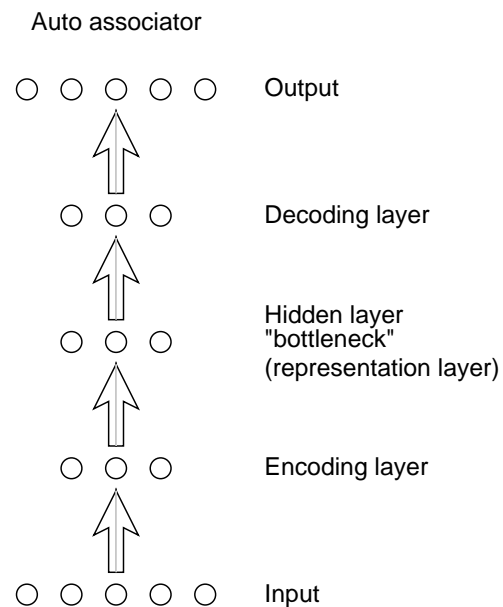 Auto associator
Output
Decoding layer
Hidden layer
"bottleneck"
(representation layer)
Encoding layer
Input